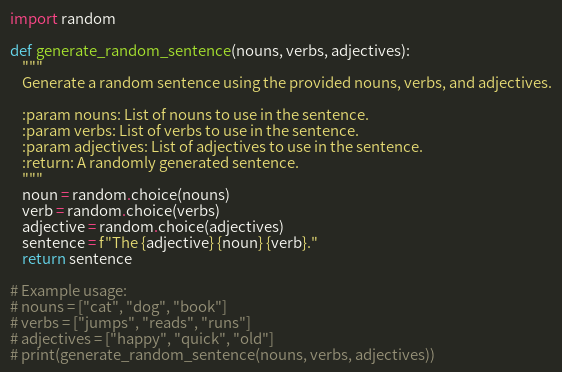 import random

def generate_random_sentence(nouns, verbs, adjectives):
    """
    Generate a random sentence using the provided nouns, verbs, and adjectives.

    :param nouns: List of nouns to use in the sentence.
    :param verbs: List of verbs to use in the sentence.
    :param adjectives: List of adjectives to use in the sentence.
    :return: A randomly generated sentence.
    """
    noun = random.choice(nouns)
    verb = random.choice(verbs)
    adjective = random.choice(adjectives)
    sentence = f"The {adjective} {noun} {verb}."
    return sentence

# Example usage:
# nouns = ["cat", "dog", "book"]
# verbs = ["jumps", "reads", "runs"]
# adjectives = ["happy", "quick", "old"]
# print(generate_random_sentence(nouns, verbs, adjectives))